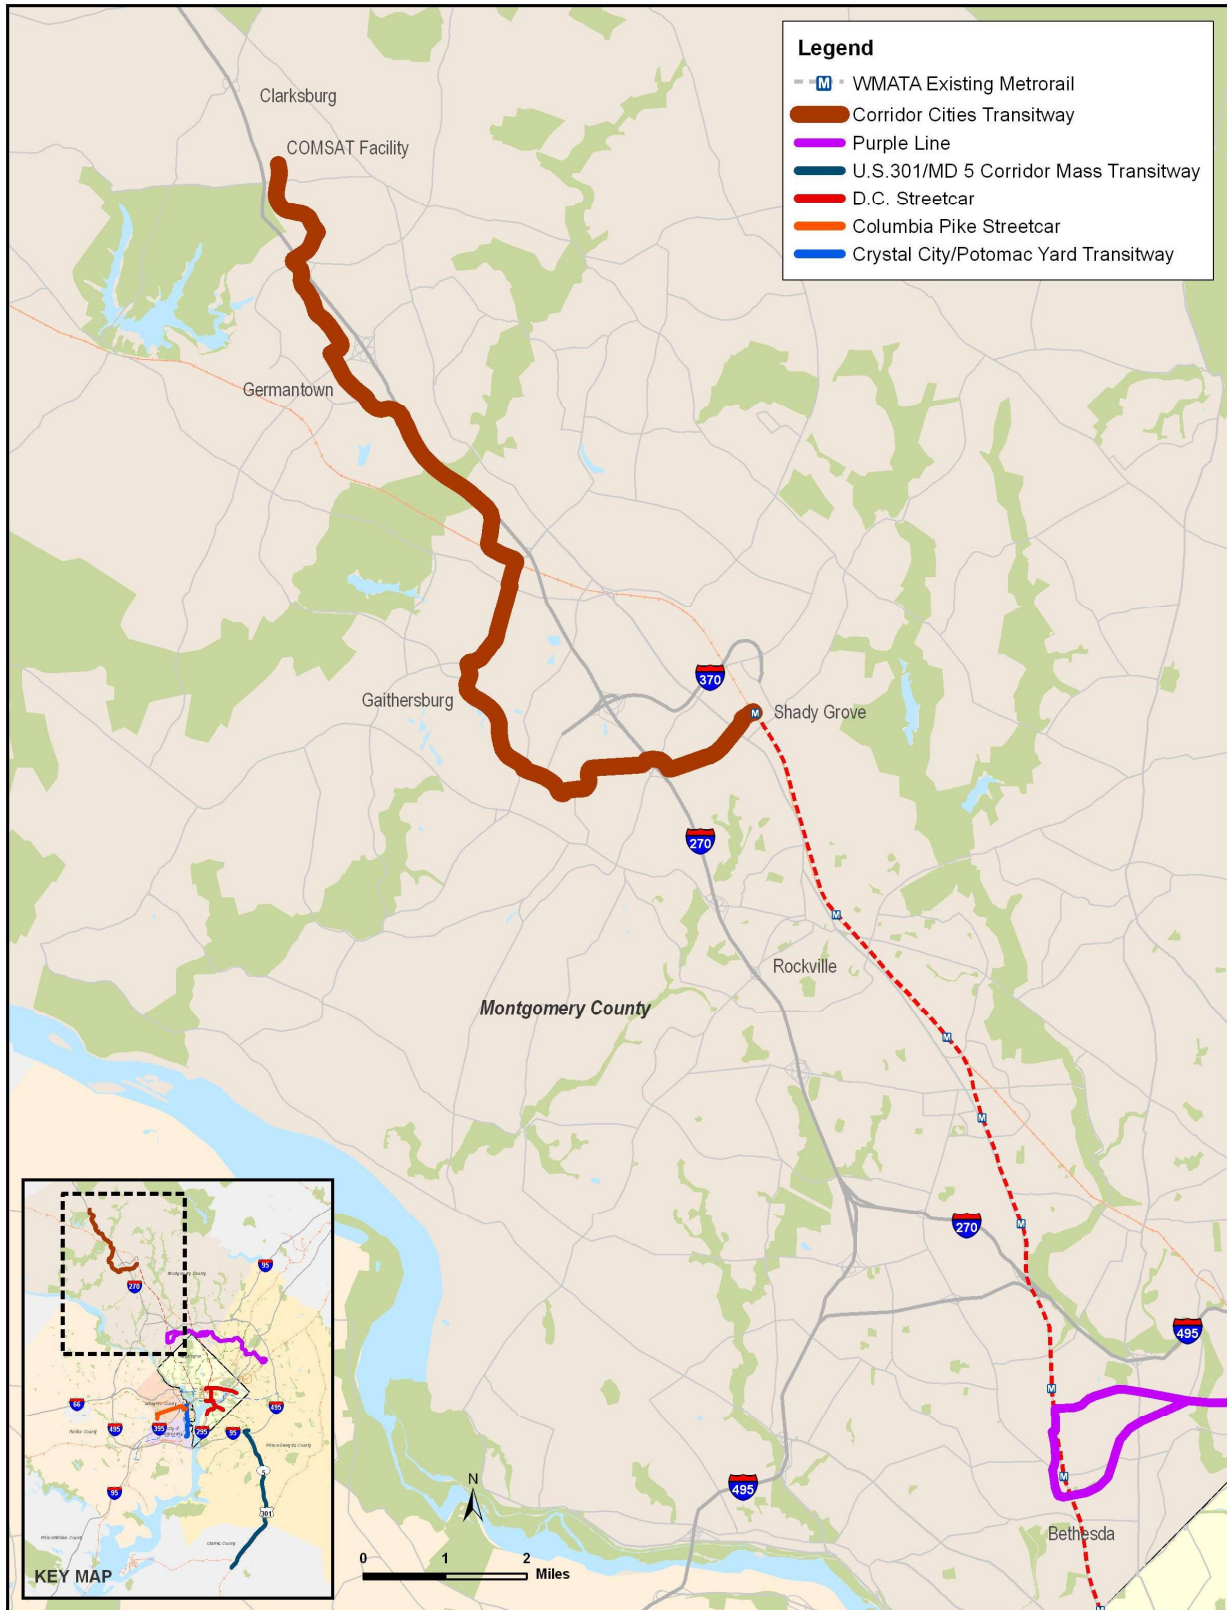 Legend
M WMATA Existing Metrorail
Corridor Cities Transitway
Purple Line
U.S.301/MD 5 Corridor Mass Transitway
D.C. Streetcar
Columbia Pike Streetcar
Crystal City/Potomac Yard Transitway
Clarksburg
COMSAT Facility
Germantown
370
Gaithersburg
M
Shady Grove
270
M
Rockville
Montgomery County
M
M
M
270
495
M
M
495
Bethesda
M
N
0 1 2
Miles
95
270
Montgomery County
66
495
395
495
295
95
5
95
301
KEY MAP